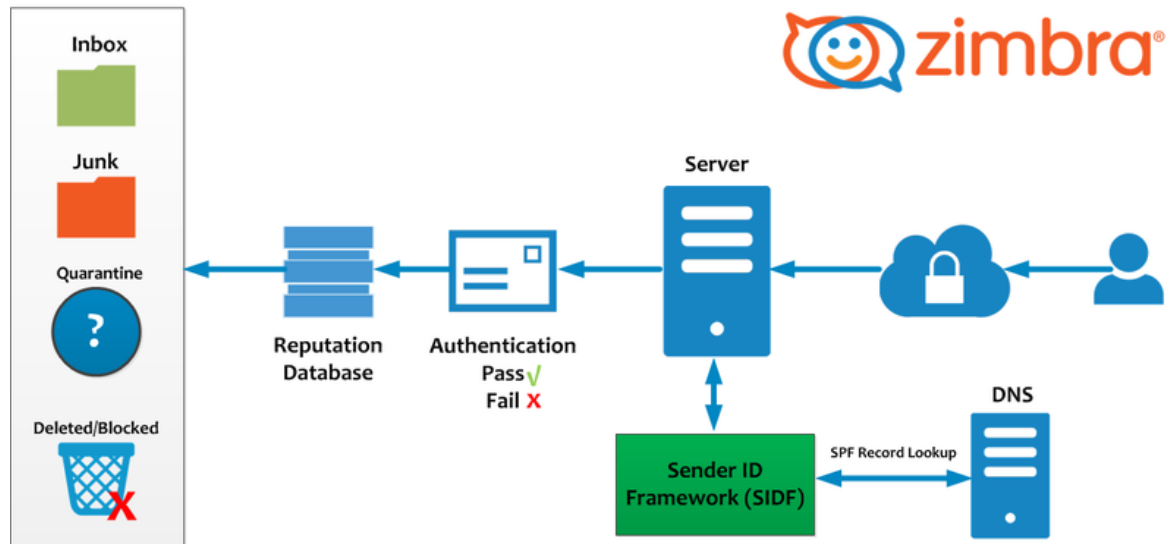 Inbox
Junk
Quarantine
?
Deleted/Blocked
X
Reputation
Database
Authentication
Pass√
Fail X
Server
Sender ID
Framework (SIDF)
SPF Record Lookup
DNS
zimbra®